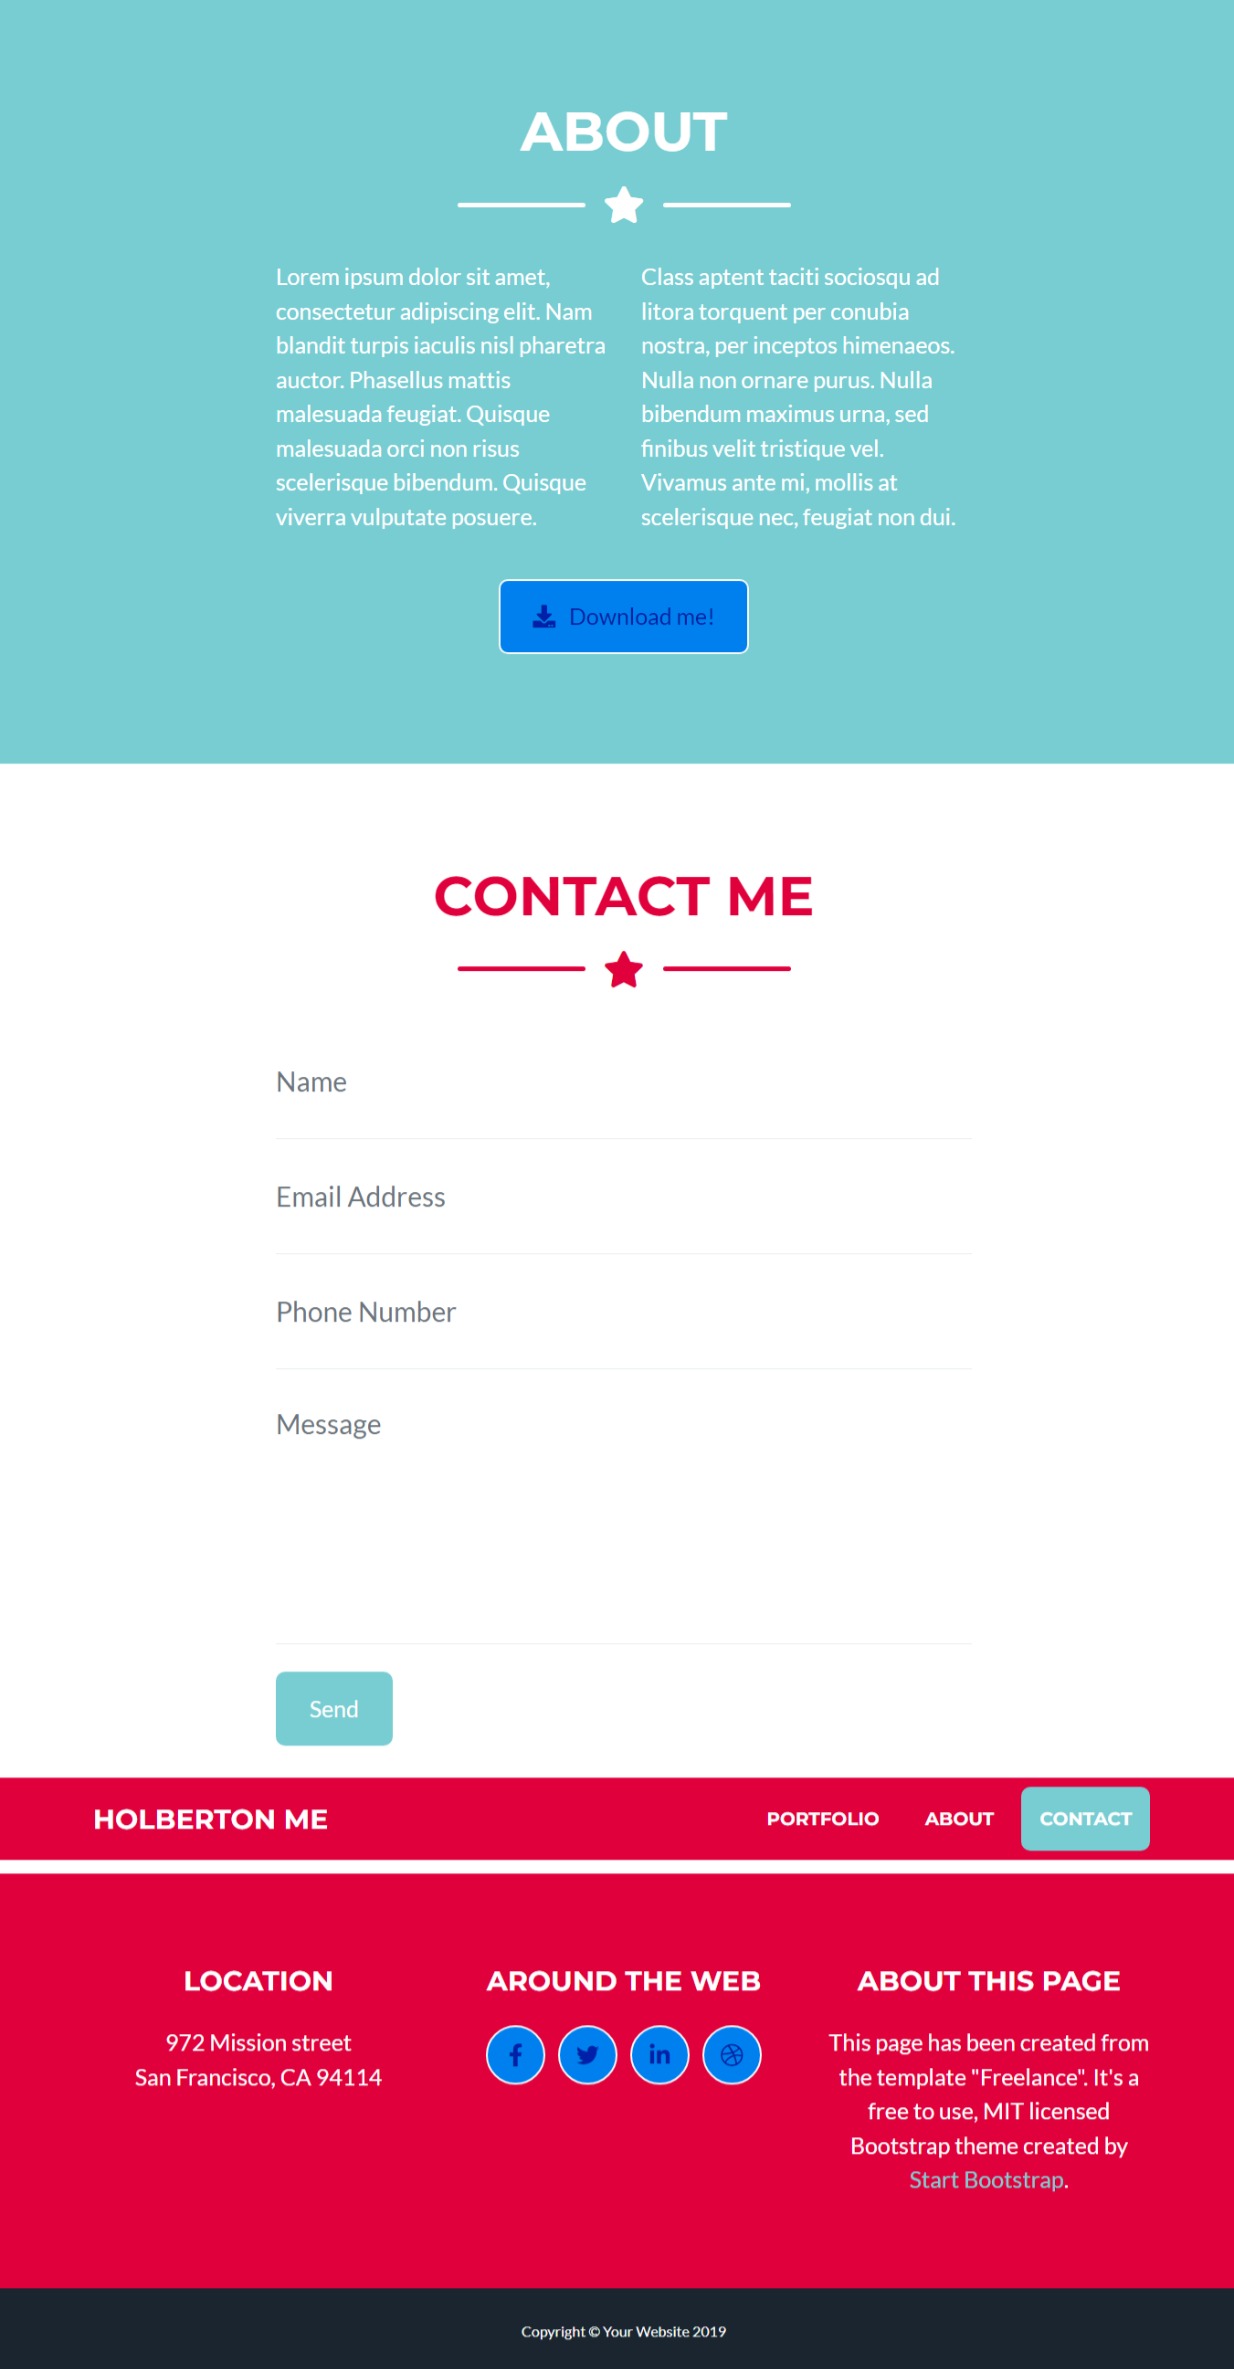 ABOUT
Lorem ipsum dolor sit amet,
consectetur adipiscing elit. Nam
blandit turpis iaculis nisl pharetra
auctor. Phasellus mattis
malesuada feugiat. Quisque
malesuada orci non risus
scelerisque bibendum. Quisque
viverra vulputate posuere.
Class aptent taciti sociosqu ad
litora torquent per conubia
nostra, per inceptos himenaeos.
Nulla non ornare purus. Nulla
bibendum maximus urna, sed
finibus velit tristique vel.
Vivamus ante mi, mollis at
scelerisque nec, feugiat non dui.
Download me!
CONTACT ME
Name
Email Address
Phone Number
Message
Send
HOLBERTON ME
PORTFOLIO
ABOUT
CONTACT
LOCATION
972 Mission street
San Francisco, CA 94114
AROUND THE WEB
ABOUT THIS PAGE
This page has been created from
the template "Freelance". It's a
free to use, MIT licensed
Bootstrap theme created by
Start Bootstrap.
Copyright © Your Website 2019